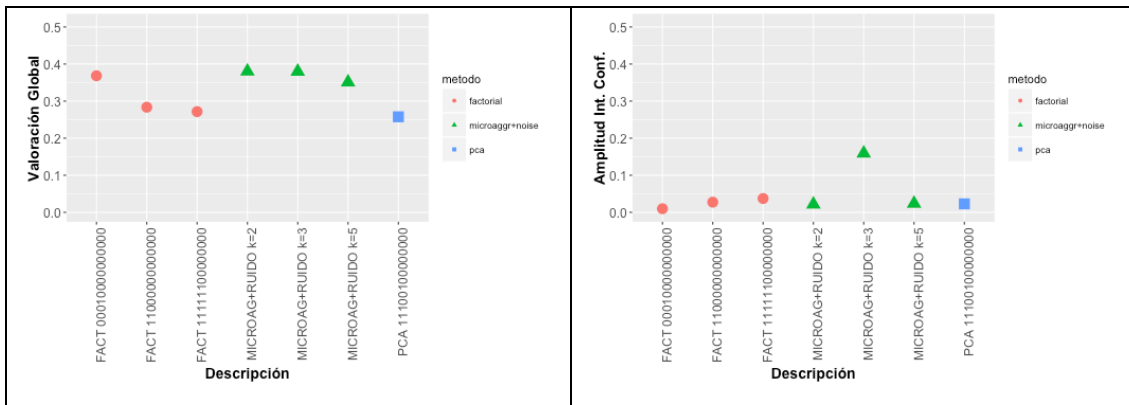 0.5
0.4
0.3
0.2
0.1
0.0
Valoración Global
FACT 00010000000000
FACT 11000000000000
FACT 11111100000000
MICROAG+RUIDO k=2
MICROAG+RUIDO k=3
MICROAG+RUIDO k=5
PCA 11100100000000
Descripción
metodo
factorial
microaggr+noise
pca
0.5
0.4
0.3
0.2
0.1
0.0
Amplitud Int. Conf.
FACT 00010000000000
FACT 11000000000000
FACT 11111100000000
MICROAG+RUIDO k=2
MICROAG+RUIDO k=3
MICROAG+RUIDO k=5
PCA 11100100000000
Descripción
metodo
factorial
microaggr+noise
pca